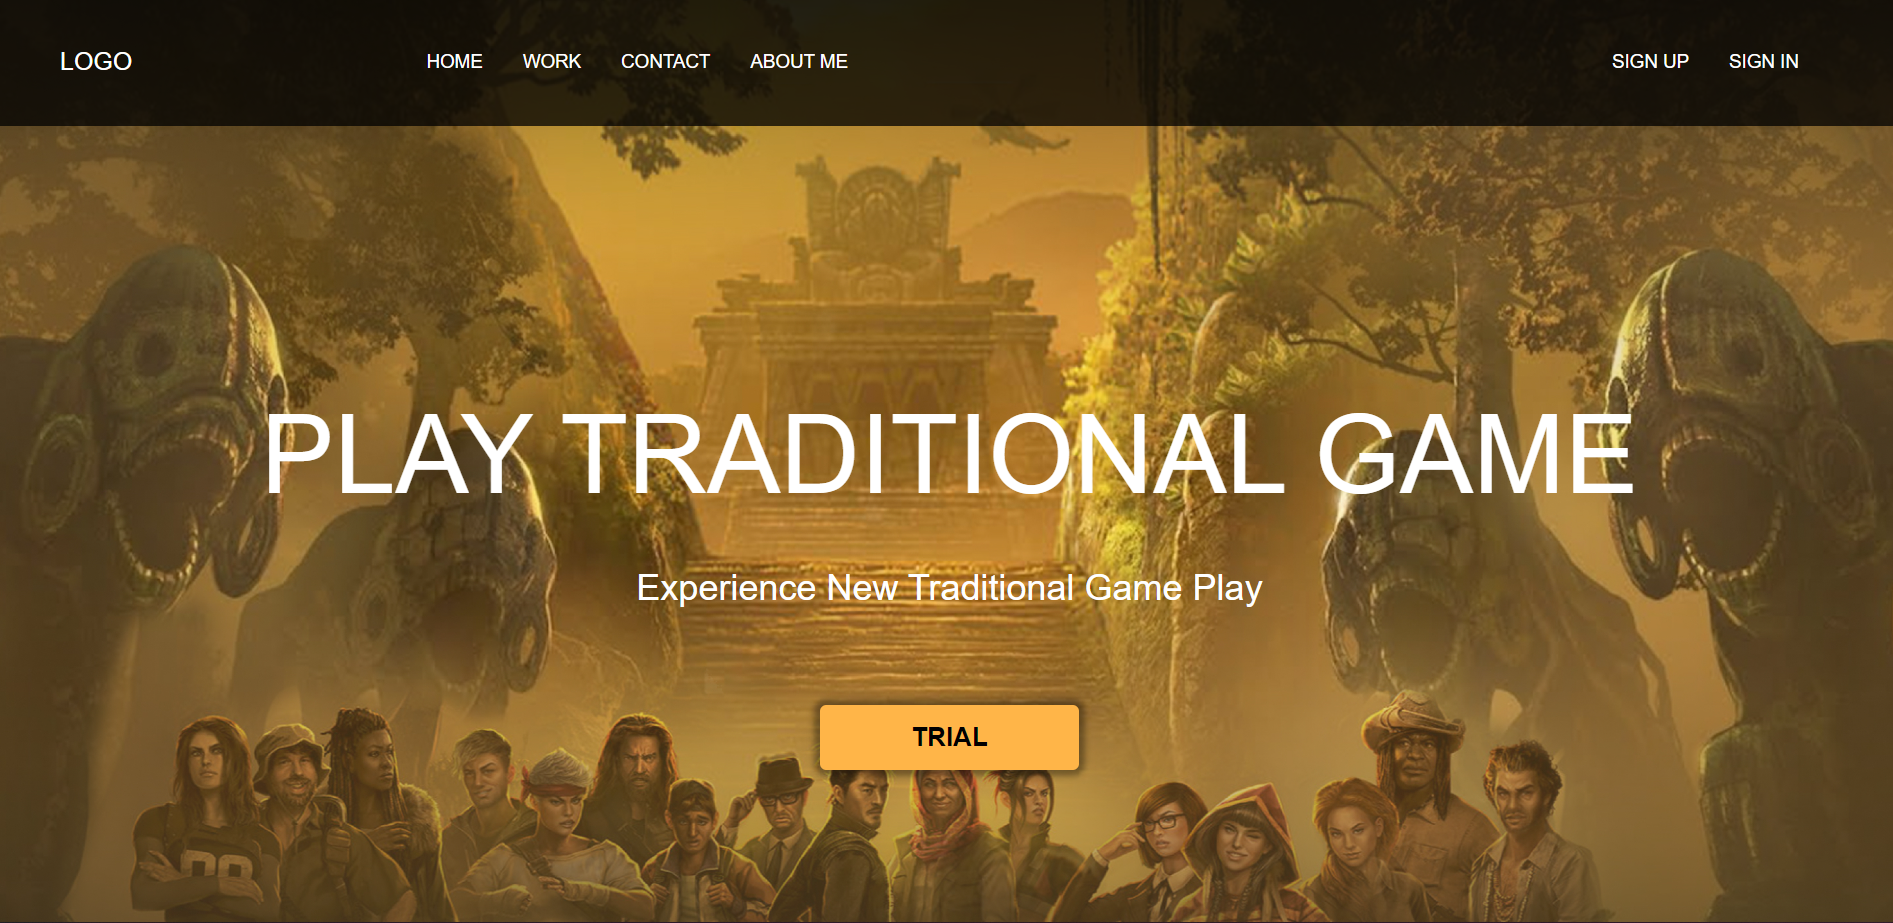 LOGO HOME WORK CONTACT ABOUT ME SIGN UP SIGN IN
PLAY TRADITIONAL GAME
Experience New Traditional Game Play
TRIAL